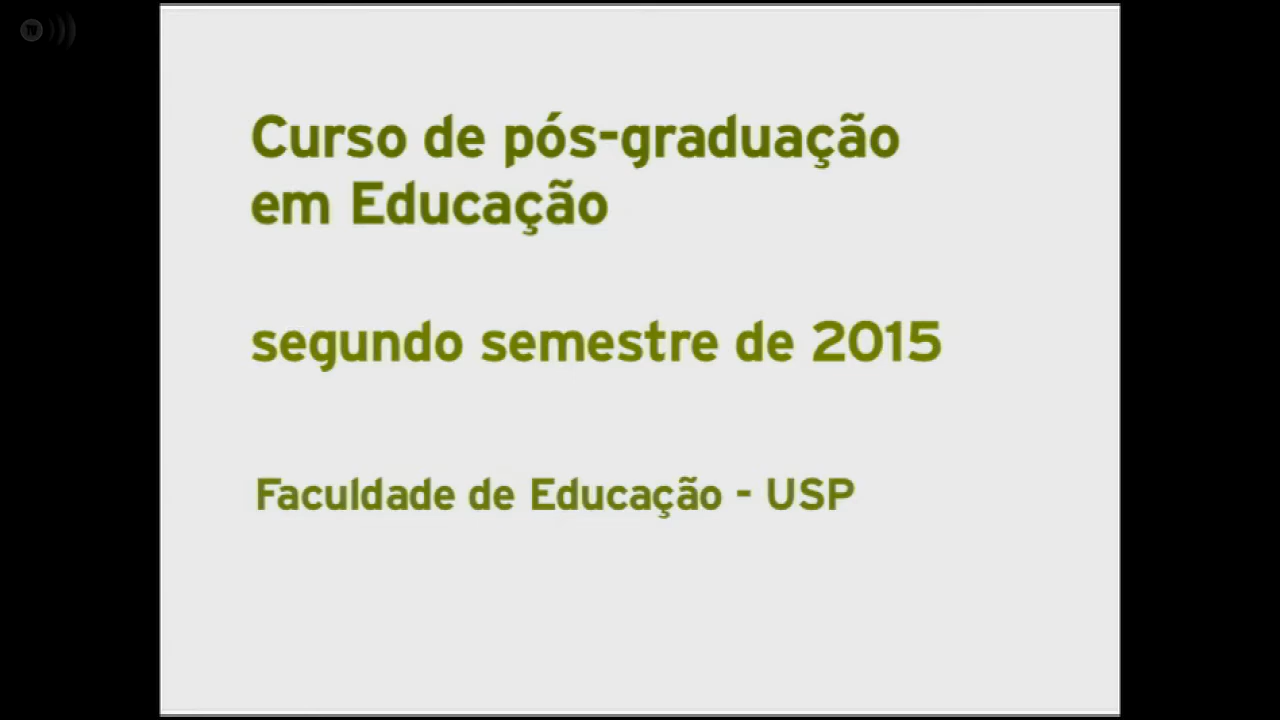 Curso de pós-graduação
em Educação
segundo semestre de 2015
Faculdade de Educação - USP